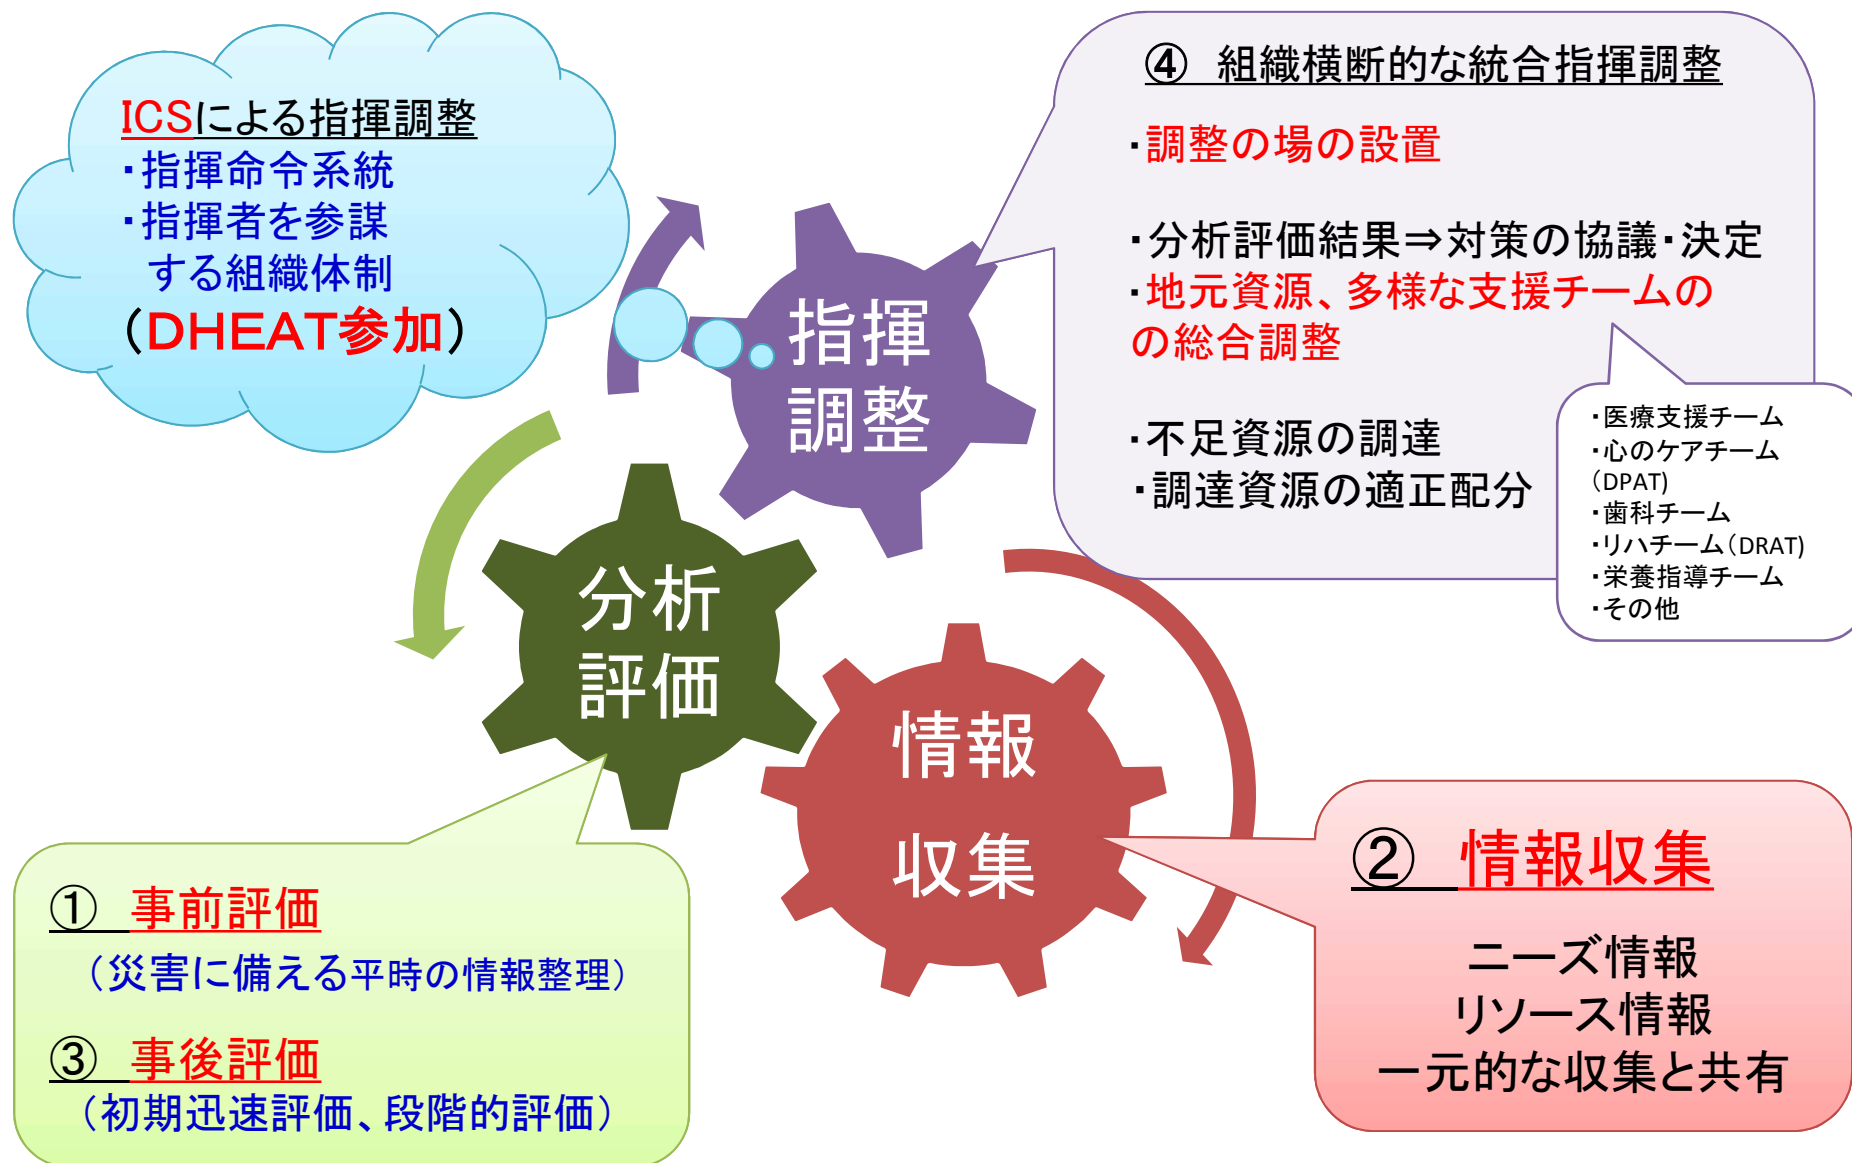 ICSによる指揮調整
・指揮命令系統
・指揮者を参謀
する組織体制
（DHEAT参加）
④　組織横断的な統合指揮調整
・調整の場の設置
・分析評価結果⇒対策の協議・決定
・地元資源、多様な支援チームの
の総合調整
・不足資源の調達
・調達資源の適正配分
・医療支援チーム
・心のケアチーム
（DPAT)
・歯科チーム
・リハチーム（DRAT)
・栄養指導チーム
・その他
指揮
調整
分析
評価
情報
収集
①　事前評価
（災害に備える平時の情報整理）
③　事後評価
（初期迅速評価、段階的評価）
②　情報収集
ニーズ情報
リソース情報
一元的な収集と共有